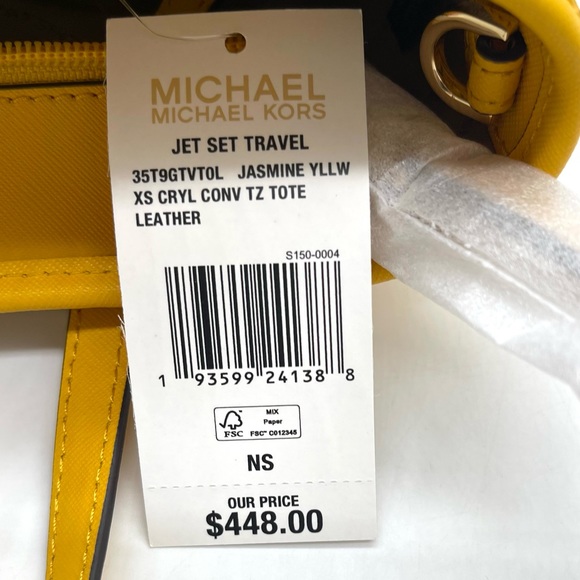 MICHAEL
MICHAEL KORS
JET SET TRAVEL
35T9GTVT0L JASMINE YLLW
XS CRYL CONV TZ TOTE
LEATHER
S150-0004
1 93599 24138 8
FSC
MIX
Paper
FSC™ C012345
NS
OUR PRICE
$448.00